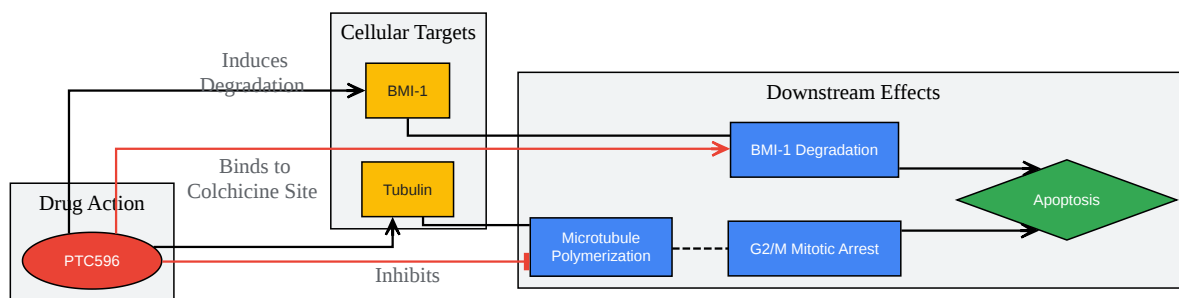 Cellular Targets
Induces
Degradation
BMI-1
Downstream Effects
BMI-1 Degradation
Binds to
Colchicine Site
Tubulin
Drug Action
Apoptosis
Microtubule
Polymerization
G2/M Mitotic Arrest
PTC596
Inhibits